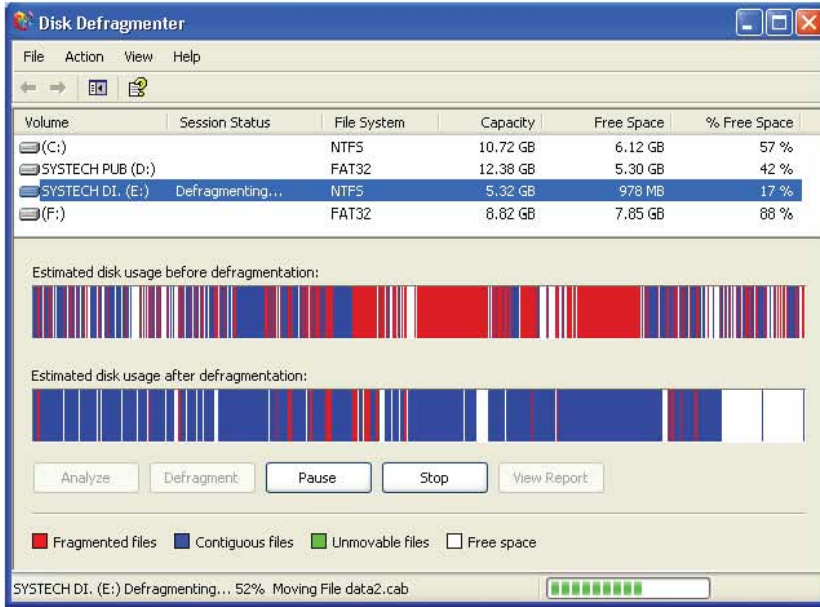 Disk Defragmenter
File Action View Help
Volume Session Status File System Capacity Free Space % Free Space
(C:) NTFS 10.72 GB 6.12 GB 57 %
SYSTECH PUB (D:) FAT32 12.38 GB 5.30 GB 42 %
SYSTECH DI. (E:) Defragmenting... NTFS 5.32 GB 978 MB 17 %
(F:) FAT32 8.82 GB 7.85 GB 88 %
Estimated disk usage before defragmentation:
Estimated disk usage after defragmentation:
Analyze Defragment Pause Stop View Report
Fragmented files Contiguous files Unmovable files Free space
SYSTECH DI. (E:) Defragmenting... 52% Moving File data2.cab